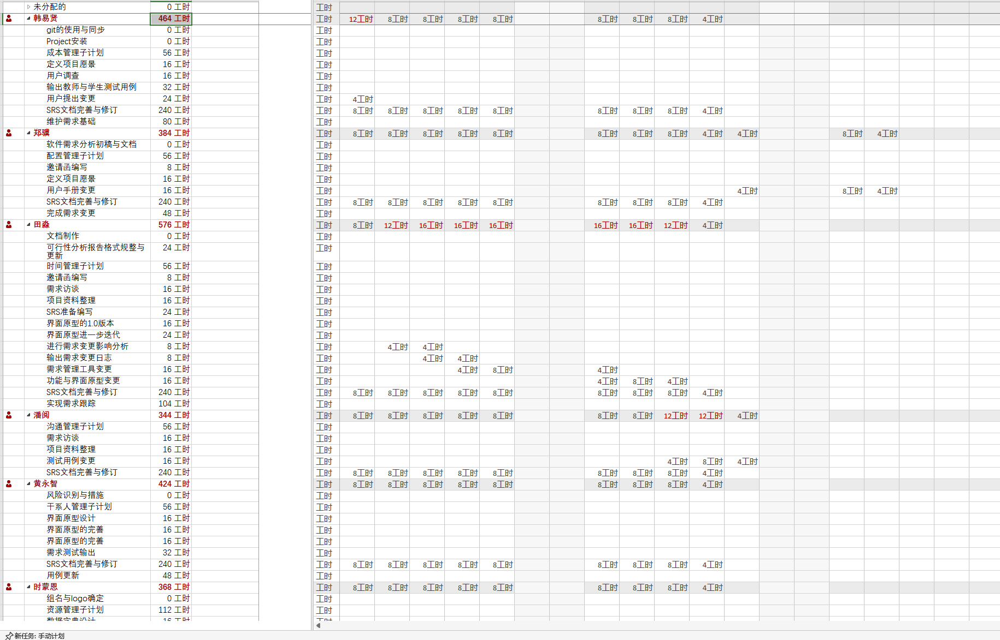 未分配的 0 工时 工时
韩易贤 464 工时 工时 12工时 8工时 8工时 8工时 8工时 8工时 8工时 8工时 4工时
git的使用与同步 0 工时 工时
Project安装 0 工时 工时
成本管理子计划 56 工时 工时
定义项目愿景 16 工时 工时
用户调查 16 工时 工时
输出教师与学生测试用例 32 工时 工时
用户提出变更 24 工时 工时 4工时
SRS文档完善与修订 240 工时 工时 8工时 8工时 8工时 8工时 8工时 8工时 8工时 8工时 4工时
维护需求基础 80 工时 工时
郑骥 384 工时 工时 8工时 8工时 8工时 8工时 8工时 8工时 8工时 8工时 4工时 4工时 8工时 4工时
软件需求分析初稿与文档 0 工时 工时
配置管理子计划 56 工时 工时
邀请函编写 8 工时 工时
定义项目愿景 16 工时 工时
用户手册变更 16 工时 工时 4工时 8工时 4工时
SRS文档完善与修订 240 工时 工时 8工时 8工时 8工时 8工时 8工时 8工时 8工时 8工时 4工时
完成需求变更 48 工时 工时
田淼 576 工时 工时 8工时 12工时 16工时 16工时 16工时 16工时 16工时 12工时 4工时
文档制作 0 工时 工时
可行性分析报告格式规整与 24 工时 工时
更新
时间管理子计划 56 工时 工时
邀请函编写 8 工时 工时
需求访谈 16 工时 工时
项目资料整理 16 工时 工时
SRS准备编写 24 工时 工时
界面原型的1.0版本 16 工时 工时
界面原型进一步迭代 24 工时 工时
进行需求变更影响分析 8 工时 工时 4工时 4工时
输出需求变更日志 8 工时 工时 4工时 4工时
需求管理工具变更 16 工时 工时 4工时 8工时 4工时
功能与界面原型变更 16 工时 工时 4工时 8工时 4工时
SRS文档完善与修订 240 工时 工时 8工时 8工时 8工时 8工时 8工时 8工时 8工时 8工时 4工时
实现需求跟踪 104 工时 工时
潘阅 344 工时 工时 8工时 8工时 8工时 8工时 8工时 8工时 8工时 12工时 12工时 4工时
沟通管理子计划 56 工时 工时
需求访谈 16 工时 工时
项目资料整理 16 工时 工时
测试用例变更 16 工时 工时 4工时 8工时 4工时
SRS文档完善与修订 240 工时 工时 8工时 8工时 8工时 8工时 8工时 8工时 8工时 8工时 4工时
黄永智 424 工时 工时 8工时 8工时 8工时 8工时 8工时 8工时 8工时 8工时 4工时
风险识别与措施 0 工时 工时
干系人管理子计划 56 工时 工时
界面原型设计 16 工时 工时
界面原型的完善 16 工时 工时
界面原型的完善 16 工时 工时
需求测试输出 32 工时 工时
SRS文档完善与修订 240 工时 工时 8工时 8工时 8工时 8工时 8工时 8工时 8工时 8工时 4工时
用例更新 48 工时 工时
时蒙恩 368 工时 工时 8工时 8工时 8工时 8工时 8工时 8工时 8工时 8工时 4工时
组名与logo确定 0 工时 工时
资源管理子计划 112 工时 工时
数据字典设计 16 工时 工时
新任务: 手动计划